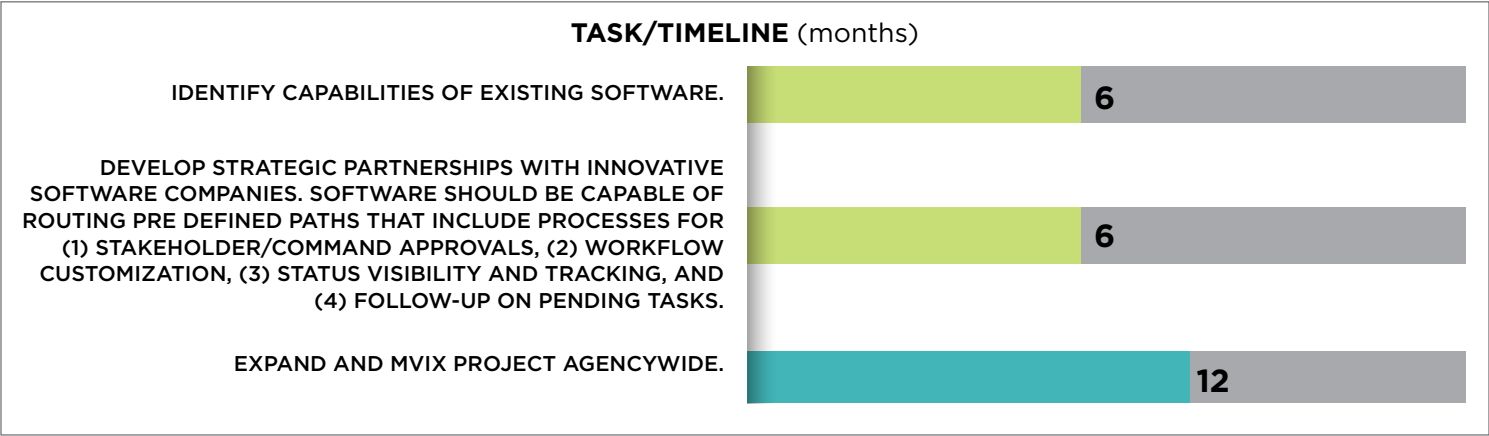 TASK/TIMELINE (months)
IDENTIFY CAPABILITIES OF EXISTING SOFTWARE.
6
DEVELOP STRATEGIC PARTNERSHIPS WITH INNOVATIVE
SOFTWARE COMPANIES. SOFTWARE SHOULD BE CAPABLE OF
ROUTING PRE DEFINED PATHS THAT INCLUDE PROCESSES FOR
(1) STAKEHOLDER/COMMAND APPROVALS, (2) WORKFLOW
CUSTOMIZATION, (3) STATUS VISIBILITY AND TRACKING, AND
(4) FOLLOW-UP ON PENDING TASKS.
6
EXPAND AND MVIX PROJECT AGENCYWIDE.
12